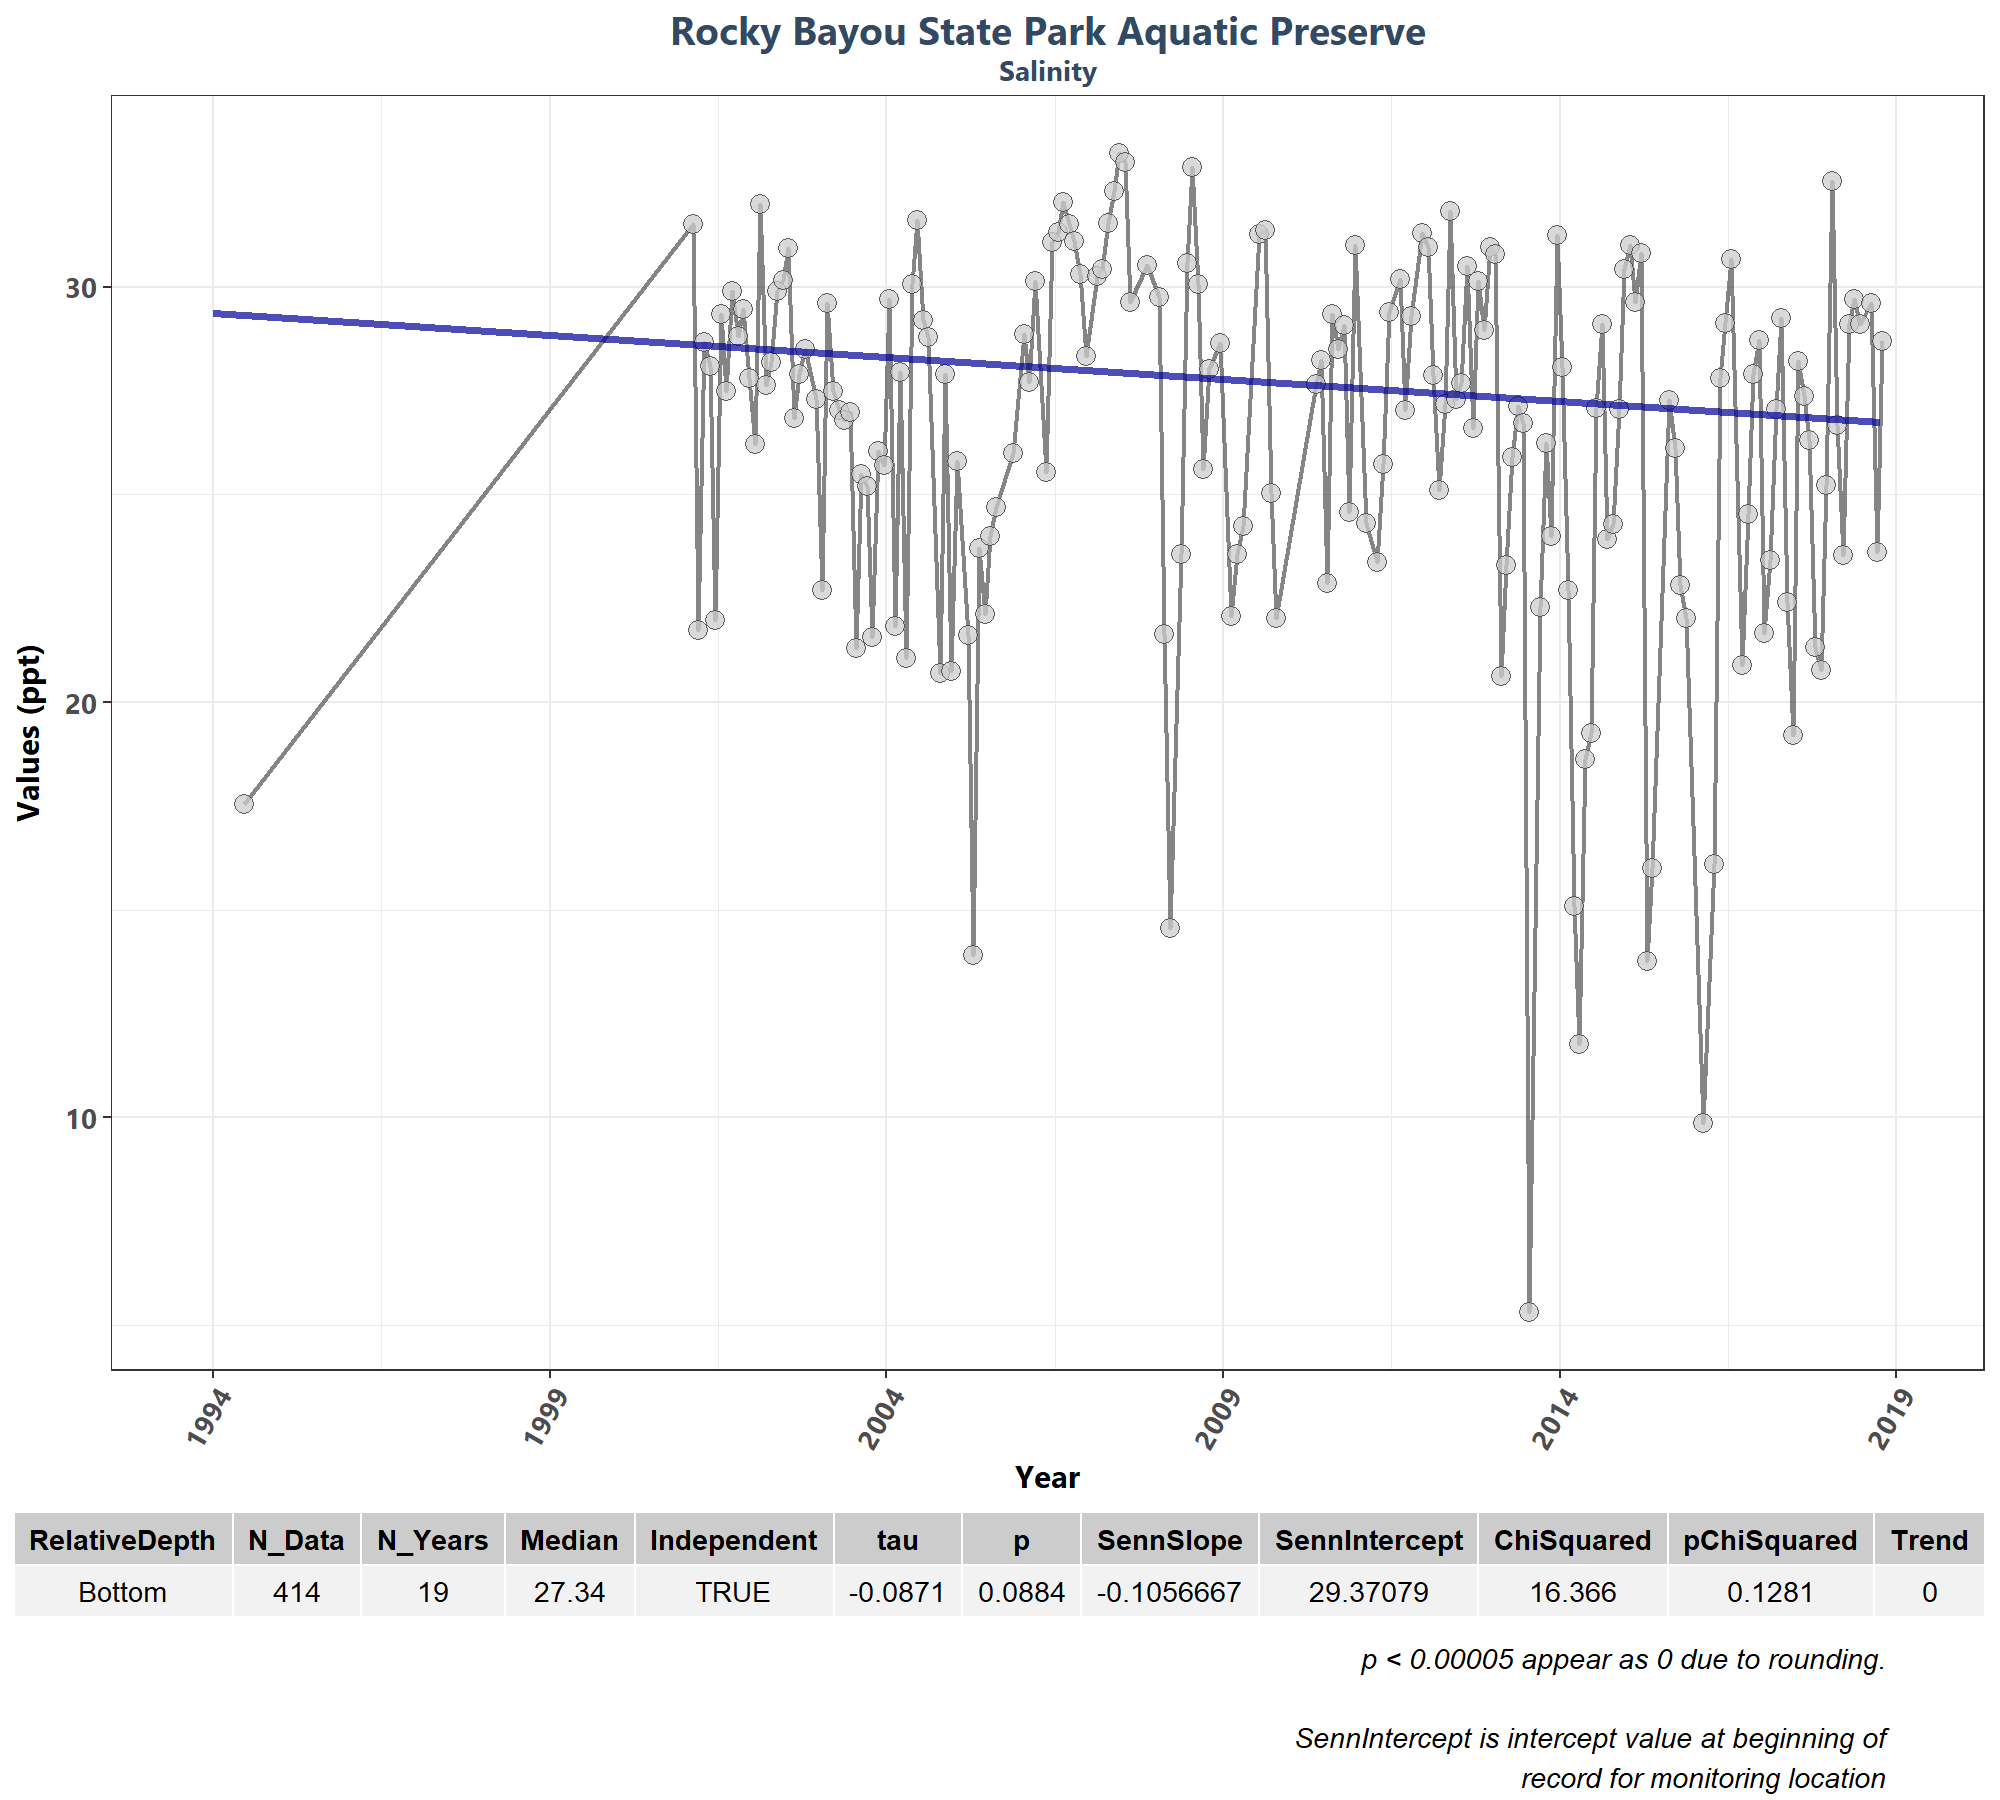 Rocky Bayou State Park Aquatic Preserve
Salinity
Values (ppt)
30
20
10
1994
1999
2004
2009
2014
2019
Year
RelativeDepth N_Data N_Years Median Independent tau p SennSlope SennIntercept ChiSquared pChiSquared Trend
Bottom 414 19 27.34 TRUE -0.0871 0.0884 -0.1056667 29.37079 16.366 0.1281 0
p < 0.00005 appear as 0 due to rounding.
SennIntercept is intercept value at beginning of
record for monitoring location